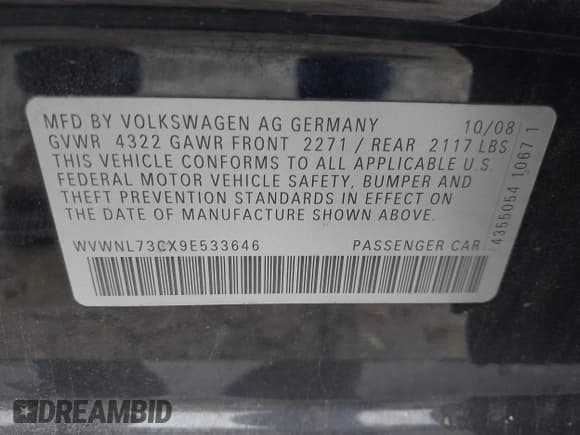 MFD BY VOLKSWAGEN AG GERMANY 10/08
GVWR 4322 GAWR FRONT 2271 / REAR 2117 LBS
THIS VEHICLE CONFORMS TO ALL APPLICABLE U.S.
FEDERAL MOTOR VEHICLE SAFETY, BUMPER AND
THEFT PREVENTION STANDARDS IN EFFECT ON
THE DATE OF MANUFACTURE SHOWN ABOVE.
WVWNL73CX9E533646 PASSENGER CAR
4355054 1067 1
DREAMBID